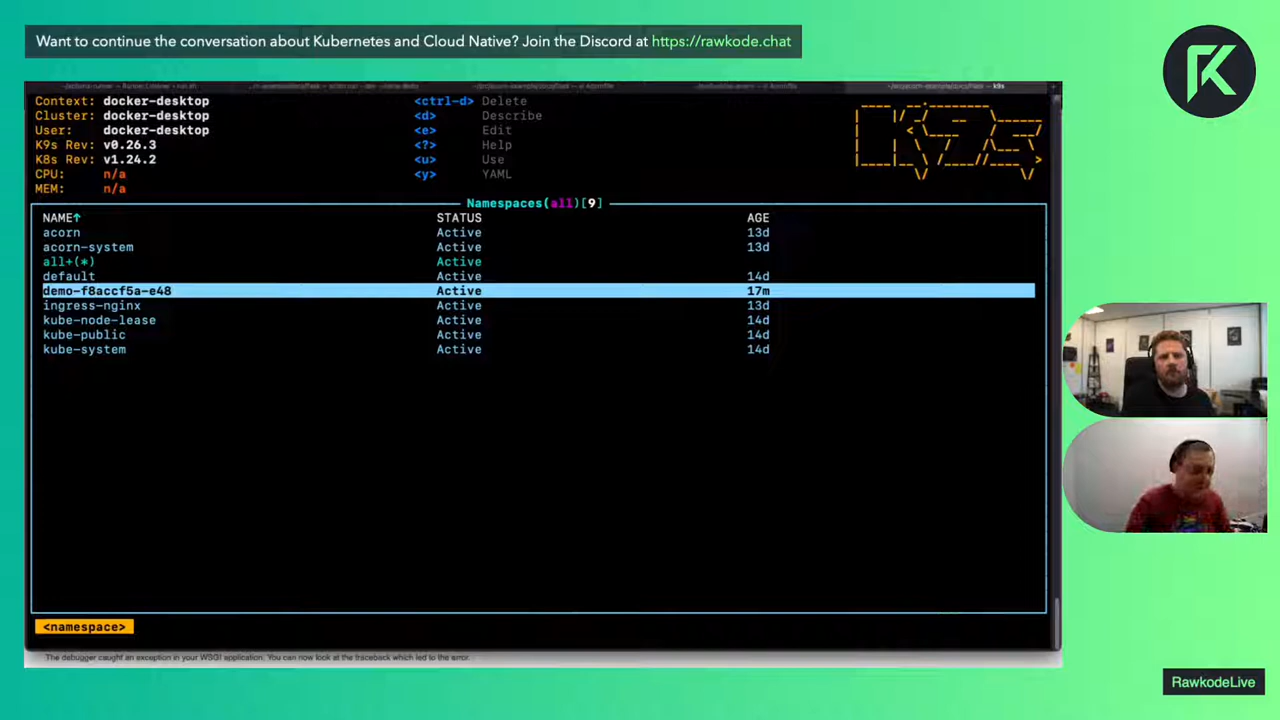 Want to continue the conversation about Kubernetes and Cloud Native? Join the Discord at https://rawkode.chat
Context: docker-desktop
Cluster: docker-desktop
User: docker-desktop
K9s Rev: v0.26.3
K8s Rev: v1.24.2
CPU: n/a
MEM: n/a
<ctrl-d> Delete
<d> Describe
<e> Edit
<?> Help
<u> Use
<y> YAML
Namespaces(all)[9]
NAME↑ STATUS AGE
acorn Active 13d
acorn-system Active 13d
all+(*) Active
default Active 14d
demo-f8accf5a-e48 Active 17m
ingress-nginx Active 13d
kube-node-lease Active 14d
kube-public Active 14d
kube-system Active 14d
<namespace>
The debugger caught an exception in your WSGI application. You can now look at the traceback which led to the error.
RawkodeLive